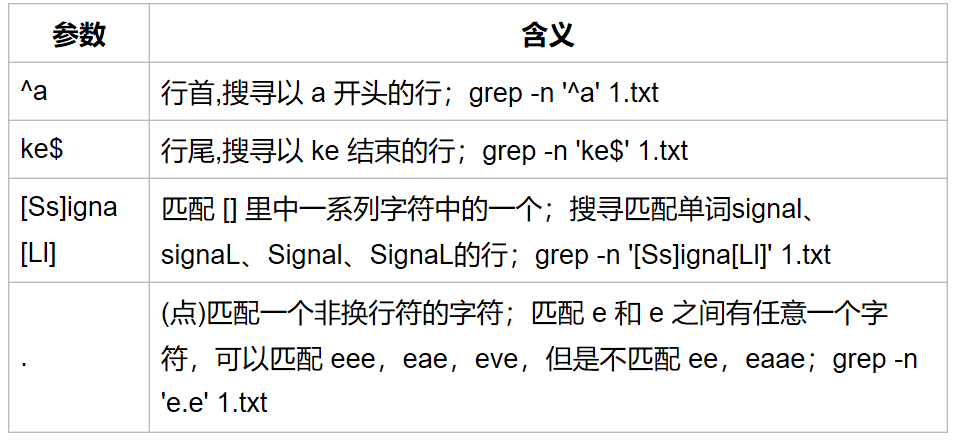 参数 含义
^a 行首,搜寻以 a 开头的行；grep -n '^a' 1.txt
ke$ 行尾,搜寻以 ke 结束的行；grep -n 'ke$' 1.txt
[Ss]igna
[Ll]
匹配 [] 里中一系列字符中的一个；搜寻匹配单词signal、
signaL、Signal、SignaL的行；grep -n '[Ss]igna[Ll]' 1.txt
.
(点)匹配一个非换行符的字符；匹配 e 和 e 之间有任意一个字
符，可以匹配 eee，eae，eve，但是不匹配 ee，eaae；grep -n
'e.e' 1.txt